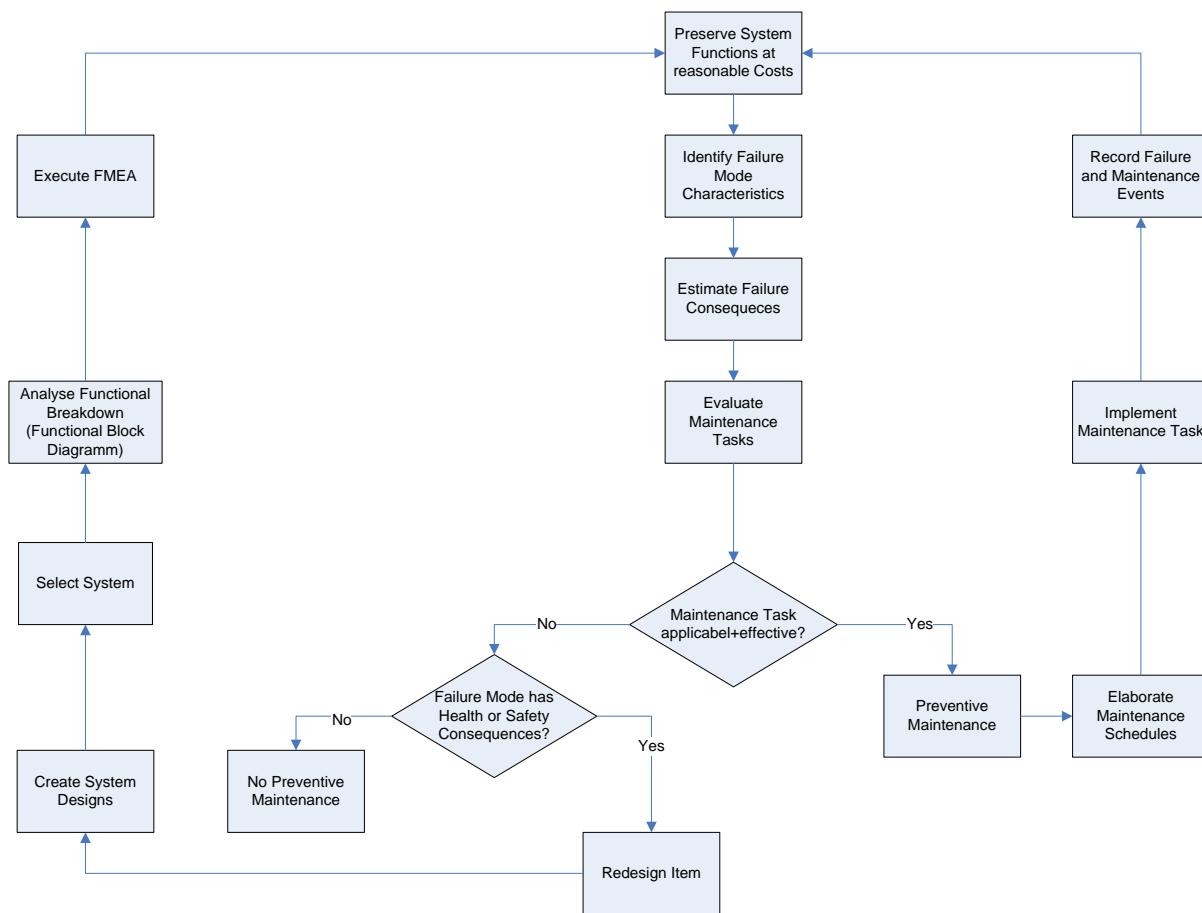 Preserve System
Functions at
reasonable Costs
Execute FMEA
Identify Failure
Mode
Characteristics
Record Failure
and Maintenance
Events
Estimate Failure
Consequeces
Analyse Functional
Breakdown
(Functional Block
Diagramm)
Evaluate
Maintenance
Tasks
Implement
Maintenance Task
Select System
Maintenance Task
applicabel+effective?
No
Yes
Failure Mode has
Health or Safety
Consequences?
No
Yes
Preventive
Maintenance
Elaborate
Maintenance
Schedules
Create System
Designs
No Preventive
Maintenance
Redesign Item